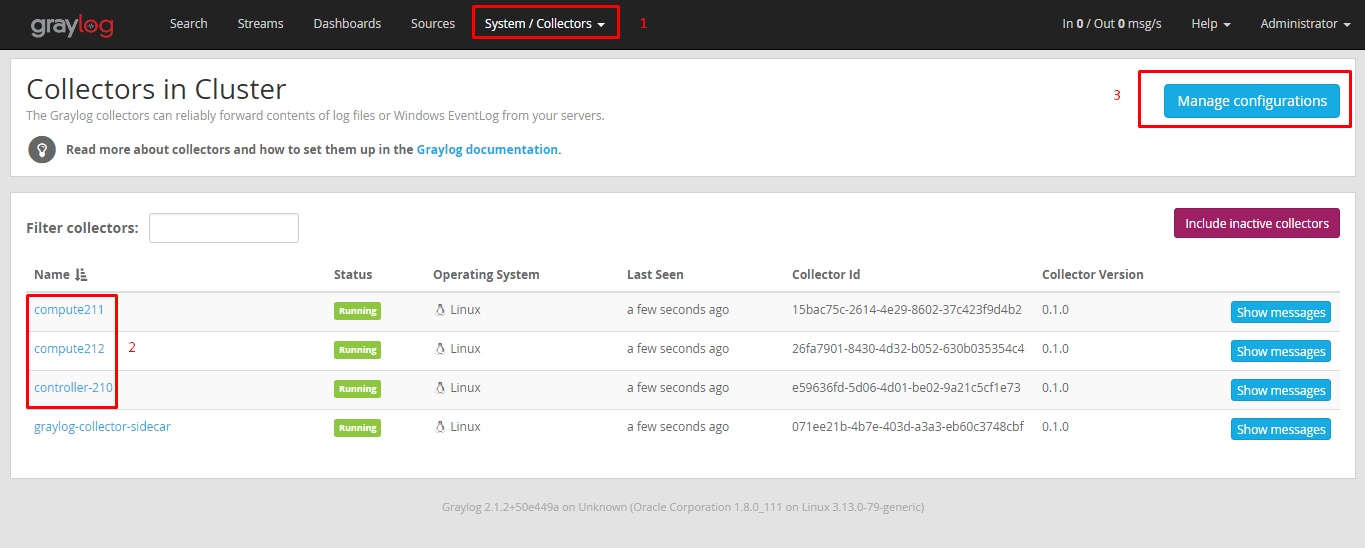 graylog Search Streams Dashboards Sources System / Collectors 1 In 0 / Out 0 msg/s Help Administrator
Collectors in Cluster
3 Manage configurations
The Graylog collectors can reliably forward contents of log files or Windows EventLog from your servers.
Read more about collectors and how to set them up in the Graylog documentation.
Filter collectors: Include inactive collectors
Name Status Operating System Last Seen Collector Id Collector Version
compute211 Running Linux a few seconds ago 15bac75c-2614-4e29-8602-37c423f9d4b2 0.1.0 Show messages
compute212 2 Running Linux a few seconds ago 26fa7901-8430-4d32-b052-630b035354c4 0.1.0 Show messages
controller-210 Running Linux a few seconds ago e59636fd-5d06-4d01-be02-9a21c5cf1e73 0.1.0 Show messages
graylog-collector-sidecar Running Linux a few seconds ago 071ee21b-4b7e-403d-a3a3-eb60c3748cbf 0.1.0 Show messages
Graylog 2.1.2+50e449a on Unknown (Oracle Corporation 1.8.0_111 on Linux 3.13.0-79-generic)